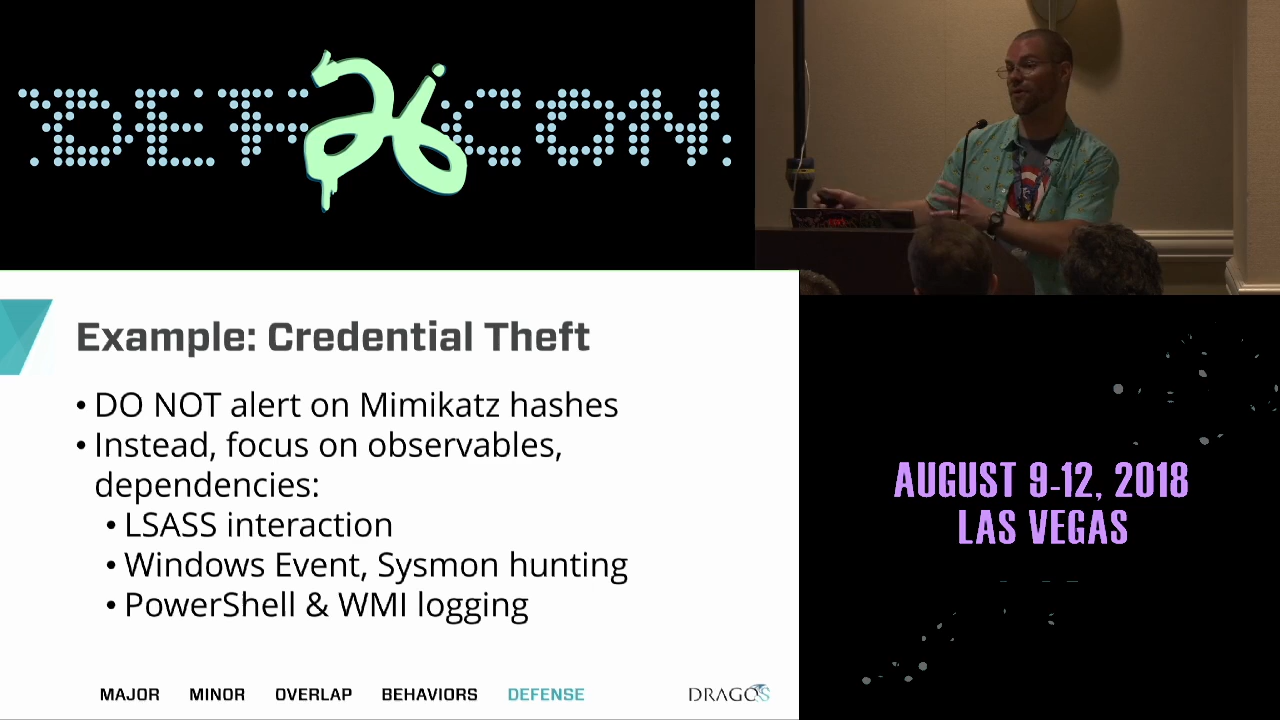 DEF 26 CON
Example: Credential Theft
• DO NOT alert on Mimikatz hashes
• Instead, focus on observables,
dependencies:
• LSASS interaction
• Windows Event, Sysmon hunting
• PowerShell & WMI logging
MAJOR MINOR OVERLAP BEHAVIORS DEFENSE
DRAGOS
AUGUST 9-12, 2018
LAS VEGAS